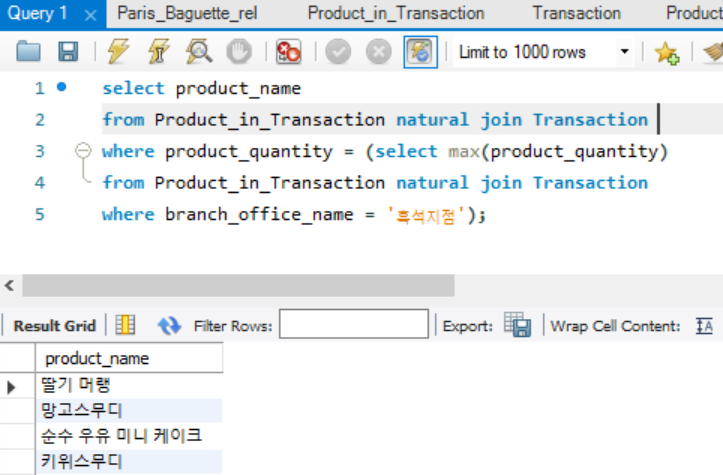 Query 1 Paris_Baguette_rel Product_in_Transaction Transaction Product
Limit to 1000 rows
1 select product_name
2 from Product_in_Transaction natural join Transaction
3 where product_quantity = (select max(product_quantity)
4 from Product_in_Transaction natural join Transaction
5 where branch_office_name = '흑석지점');
Result Grid Filter Rows: Export: Wrap Cell Content: IA
product_name
딸기 머랭
망고스무디
순수 우유 미니 케이크
키위스무디